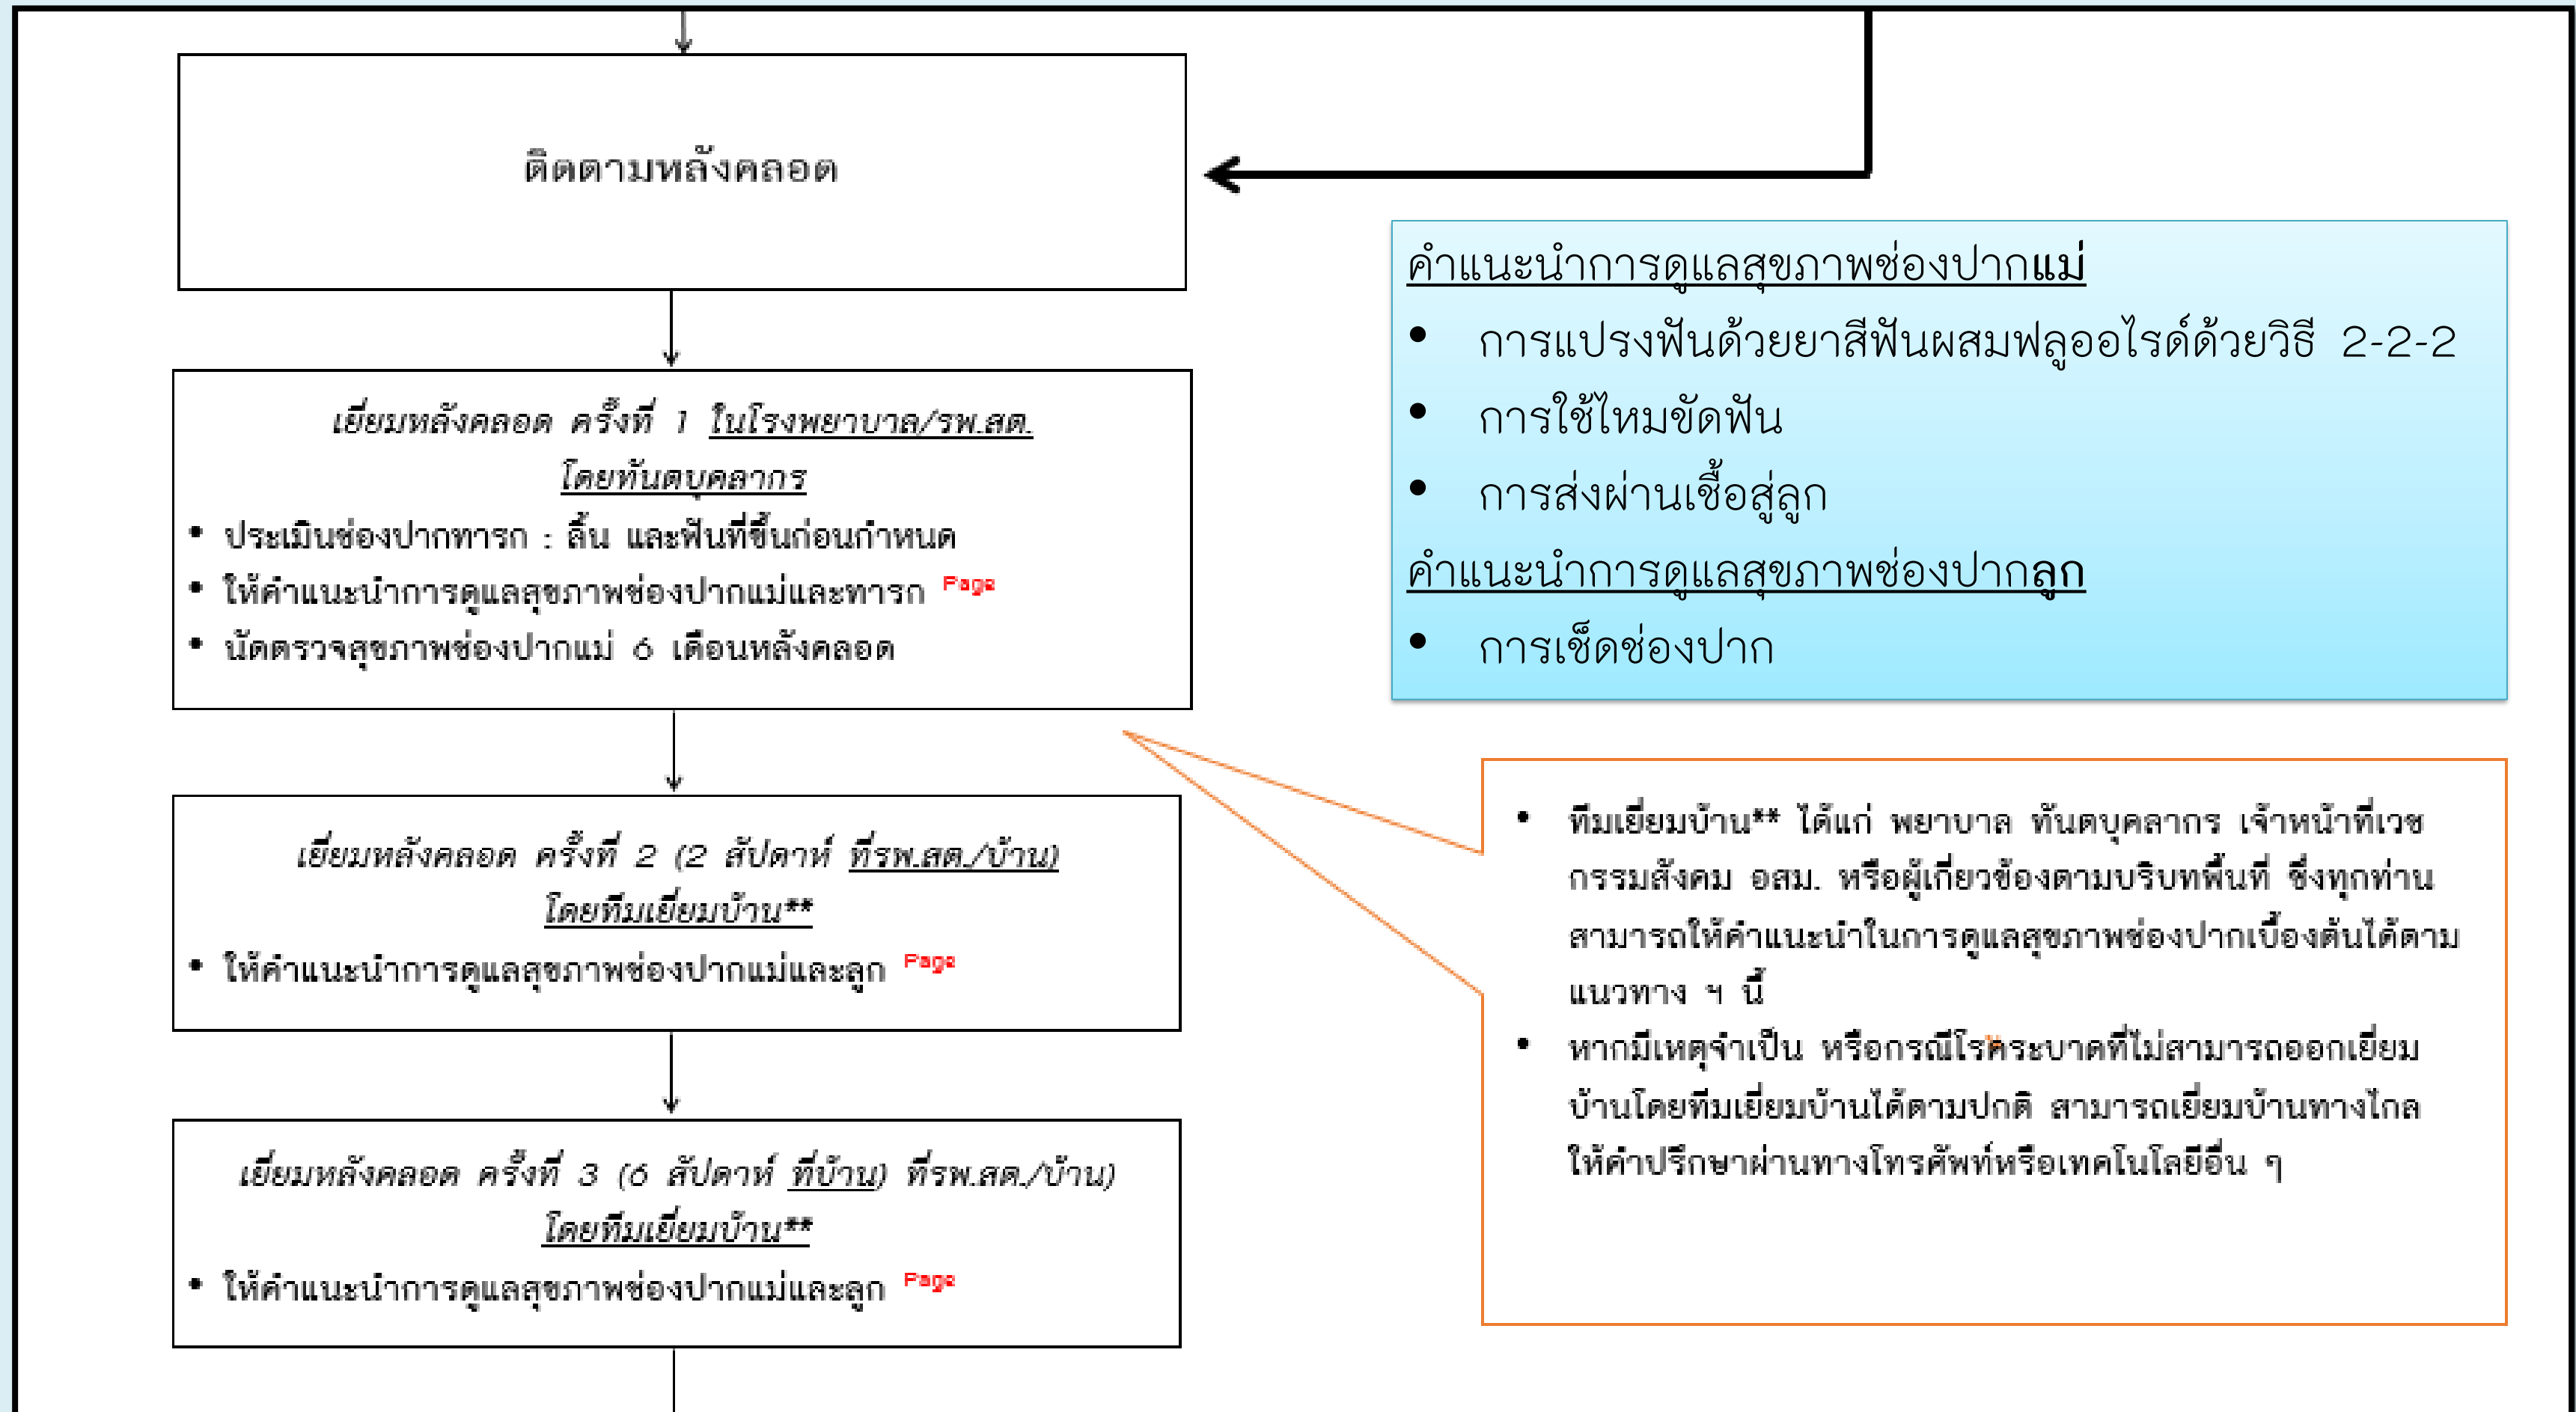 ติดตามหลังคลอด
เยี่ยมหลังคลอด ครั้งที่ 1 ในโรงพยาบาล/รพ.สต.
โดยทันตบุคลากร
• ประเมินช่องปากทารก : ลิ้น และฟันที่ขึ้นก่อนกำหนด
• ให้คำแนะนำการดูแลสุขภาพช่องปากแม่และทารก Page
• นัดตรวจสุขภาพช่องปากแม่ 6 เดือนหลังคลอด
เยี่ยมหลังคลอด ครั้งที่ 2 (2 สัปดาห์ ที่รพ.สต./บ้าน)
โดยทีมเยี่ยมบ้าน**
• ให้คำแนะนำการดูแลสุขภาพช่องปากแม่และลูก Page
เยี่ยมหลังคลอด ครั้งที่ 3 (6 สัปดาห์ ที่บ้าน) ที่รพ.สต./บ้าน)
โดยทีมเยี่ยมบ้าน**
• ให้คำแนะนำการดูแลสุขภาพช่องปากแม่และลูก Page
คำแนะนำการดูแลสุขภาพช่องปากแม่
• การแปรงฟันด้วยยาสีฟันผสมฟลูออไรด์ด้วยวิธี 2-2-2
• การใช้ไหมขัดฟัน
• การส่งผ่านเชื้อสู่ลูก
คำแนะนำการดูแลสุขภาพช่องปากลูก
• การเช็ดช่องปาก
• ทีมเยี่ยมบ้าน** ได้แก่ พยาบาล ทันตบุคลากร เจ้าหน้าที่เวช
กรรมสังคม อสม. หรือผู้เกี่ยวข้องตามบริบทพื้นที่ ซึ่งทุกท่าน
สามารถให้คำแนะนำในการดูแลสุขภาพช่องปากเบื้องต้นได้ตาม
แนวทาง ฯ นี้
• หากมีเหตุจำเป็น หรือกรณีโรคระบาดที่ไม่สามารถออกเยี่ยม
บ้านโดยทีมเยี่ยมบ้านได้ตามปกติ สามารถเยี่ยมบ้านทางไกล
ให้คำปรึกษาผ่านทางโทรศัพท์หรือเทคโนโลยีอื่น ๆ